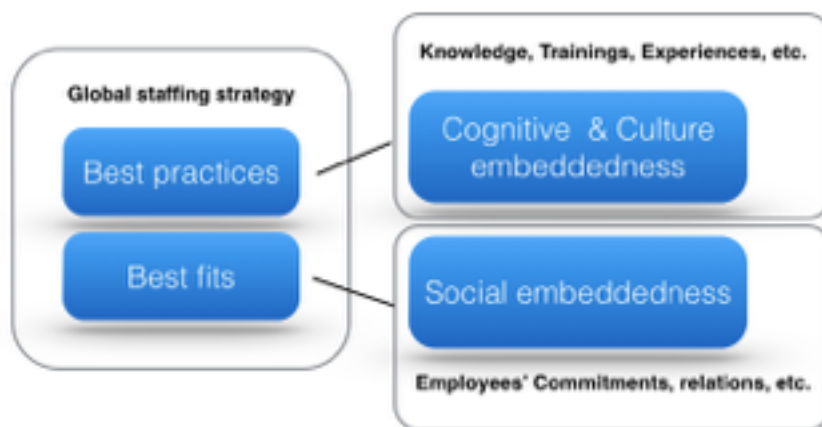 Global staffing strategy
Best practices
Best fits
Knowledge, Trainings, Experiences, etc.
Cognitive & Culture
embeddedness
Social embeddedness
Employees' Commitments, relations, etc.